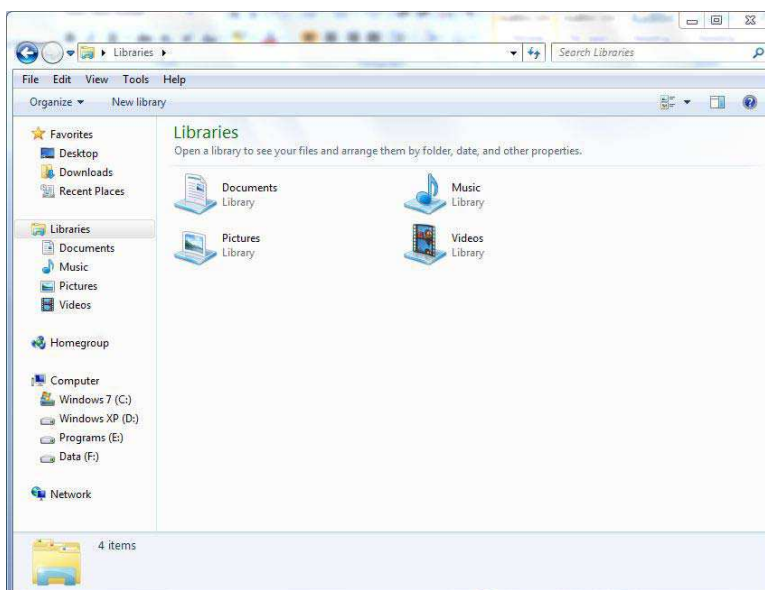 Libraries
Search Libraries
File Edit View Tools Help
Organize New library
Favorites
Desktop
Downloads
Recent Places
Libraries
Documents
Music
Pictures
Videos
Homegroup
Computer
Windows 7 (C:)
Windows XP (D:)
Programs (E:)
Data (F:)
Network
Libraries
Open a library to see your files and arrange them by folder, date, and other properties.
Documents
Library
Music
Library
Pictures
Library
Videos
Library
4 items